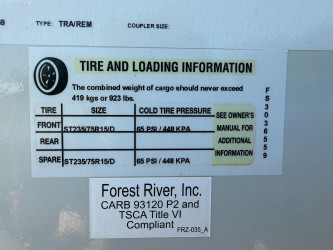 TYPE: TRA/REM COUPLER SIZE:
TIRE AND LOADING INFORMATION
The combined weight of cargo should never exceed
419 kgs or 923 lbs.
TIRE SIZE COLD TIRE PRESSURE
FRONT ST235/75R15/D 65 PSI / 448 KPA
REAR
SPARE ST235/75R15/D 65 PSI / 448 KPA
SEE OWNER'S
MANUAL FOR
ADDITIONAL
INFORMATION
FS3036559
Forest River, Inc.
CARB 93120 P2 and
TSCA Title VI
Compliant
FRZ-035_A